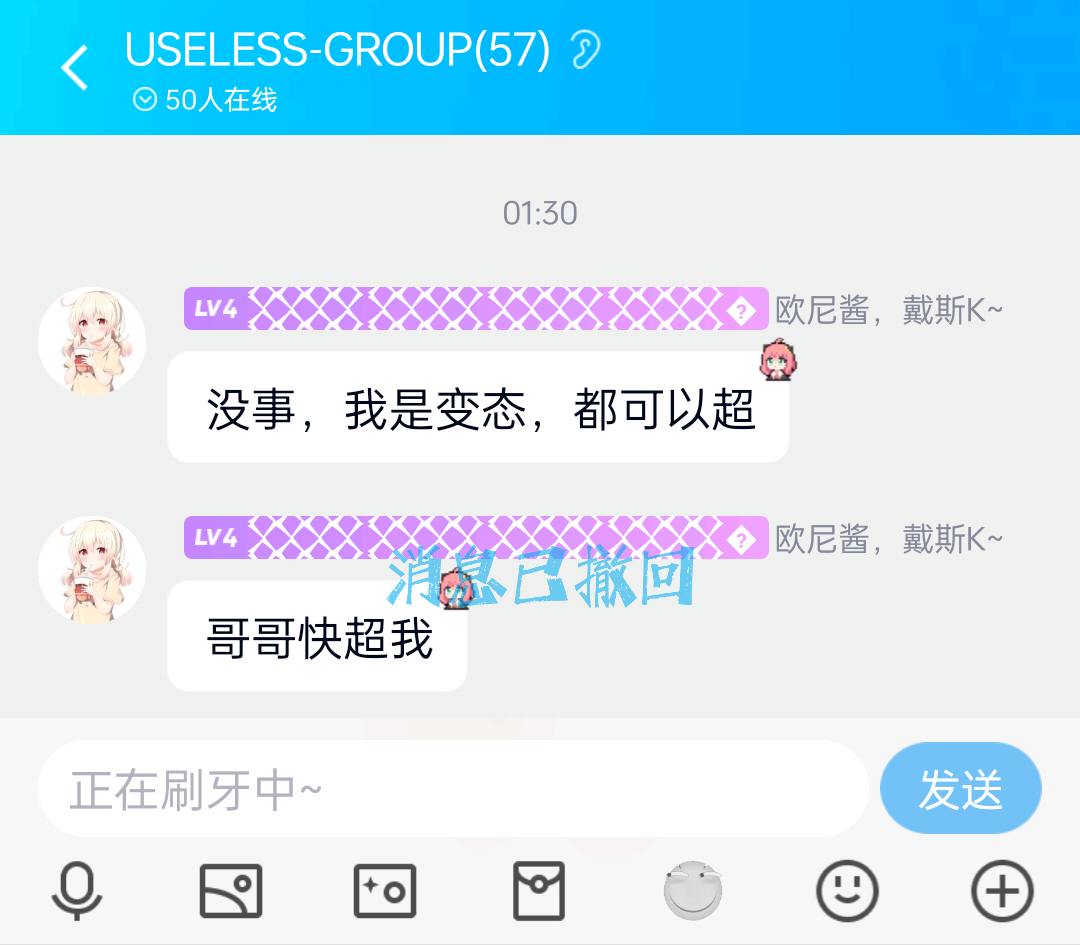 USELESS-GROUP(57)
50人在线
01:30
LV4 ? 欧尼酱，戴斯K~
没事，我是变态，都可以超
LV4 ? 欧尼酱，戴斯K~
消息已撤回
哥哥快超我
正在刷牙中~
发送